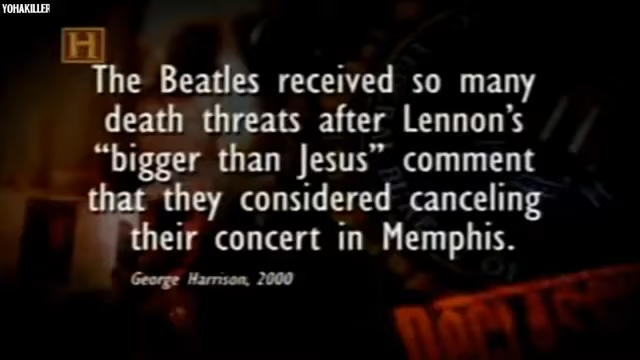 YOHAKILLER
H
The Beatles received so many
death threats after Lennon's
“bigger than Jesus” comment
that they considered canceling
their concert in Memphis.
George Harrison, 2000